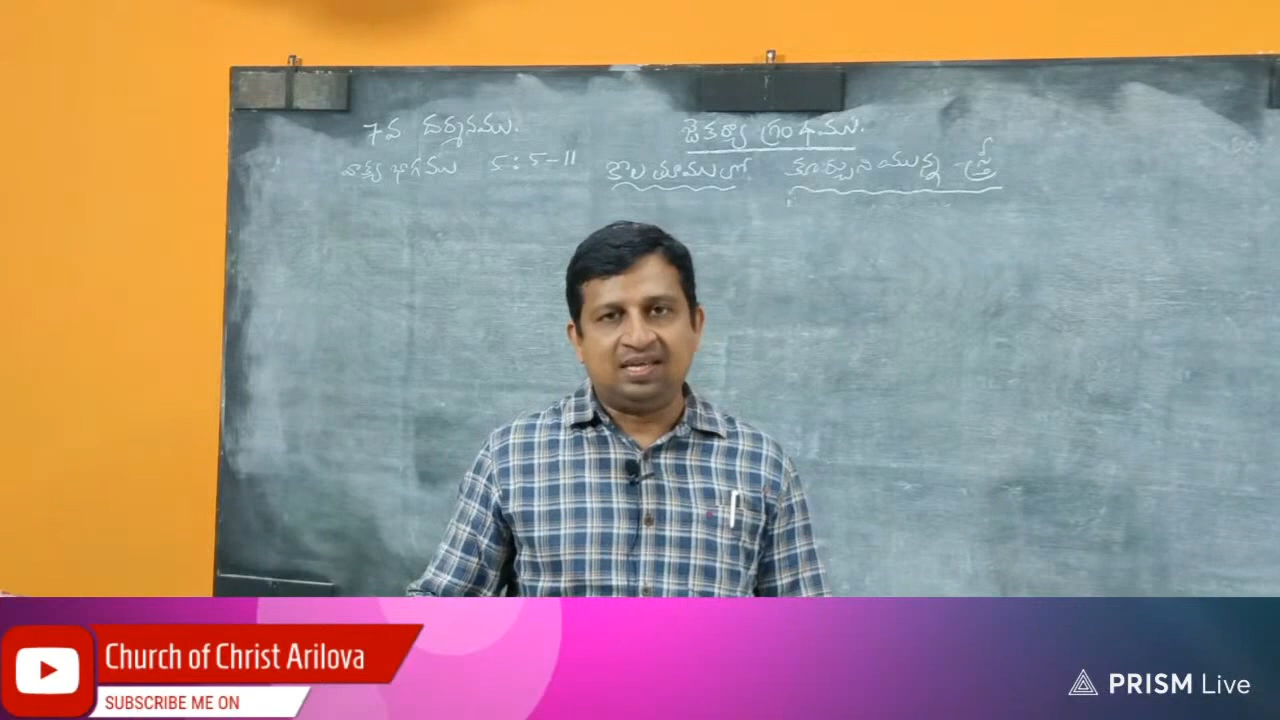 7వ దర్శనము.
జెకర్యా గ్రంథము.
వాక్య భాగము 5:5-11
కొలతూములో కూర్చునియున్న స్త్రీ
Church of Christ Arilova
SUBSCRIBE ME ON
PRISM Live